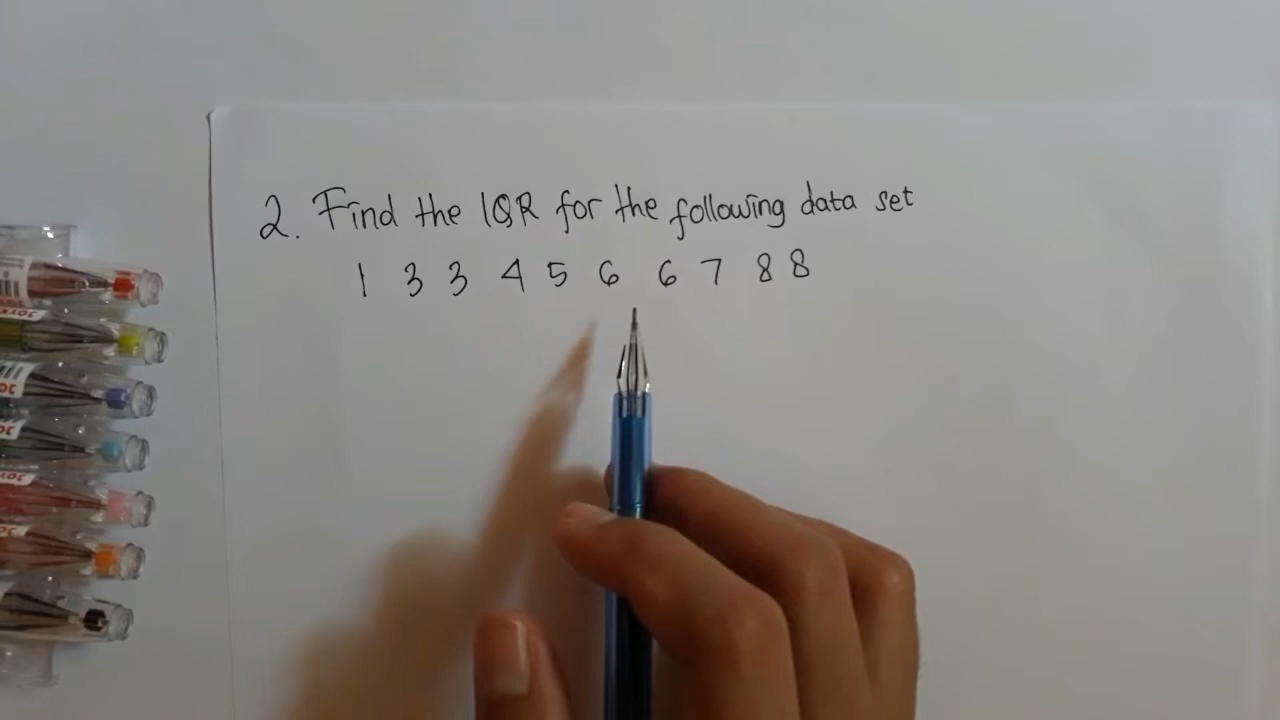 2. Find the IQR for the following data set
1 3 3 4 5 6 6 7 8 8